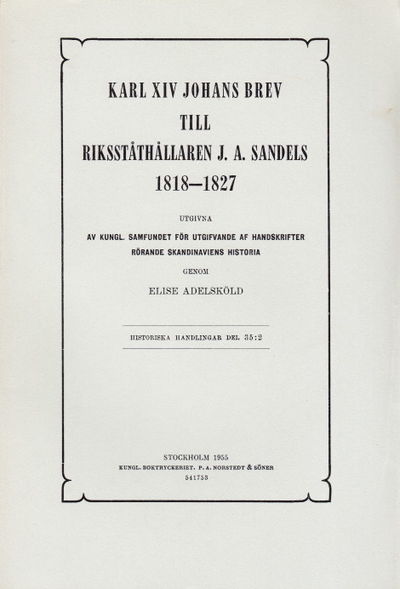 KARL XIV JOHANS BREV
TILL
RIKSSTÅTHÅLLAREN J. A. SANDELS
1818—1827
UTGIVNA
AV KUNGL. SAMFUNDET FÖR UTGIFVANDE AF HANDSKRIFTER
RÖRANDE SKANDINAVIENS HISTORIA
GENOM
ELISE ADELSKÖLD
HISTORISKA HANDLINGAR DEL 35:2
STOCKHOLM 1955
KUNGL. BOKTRYCKERIET. P. A. NORSTEDT & SÖNER
541753